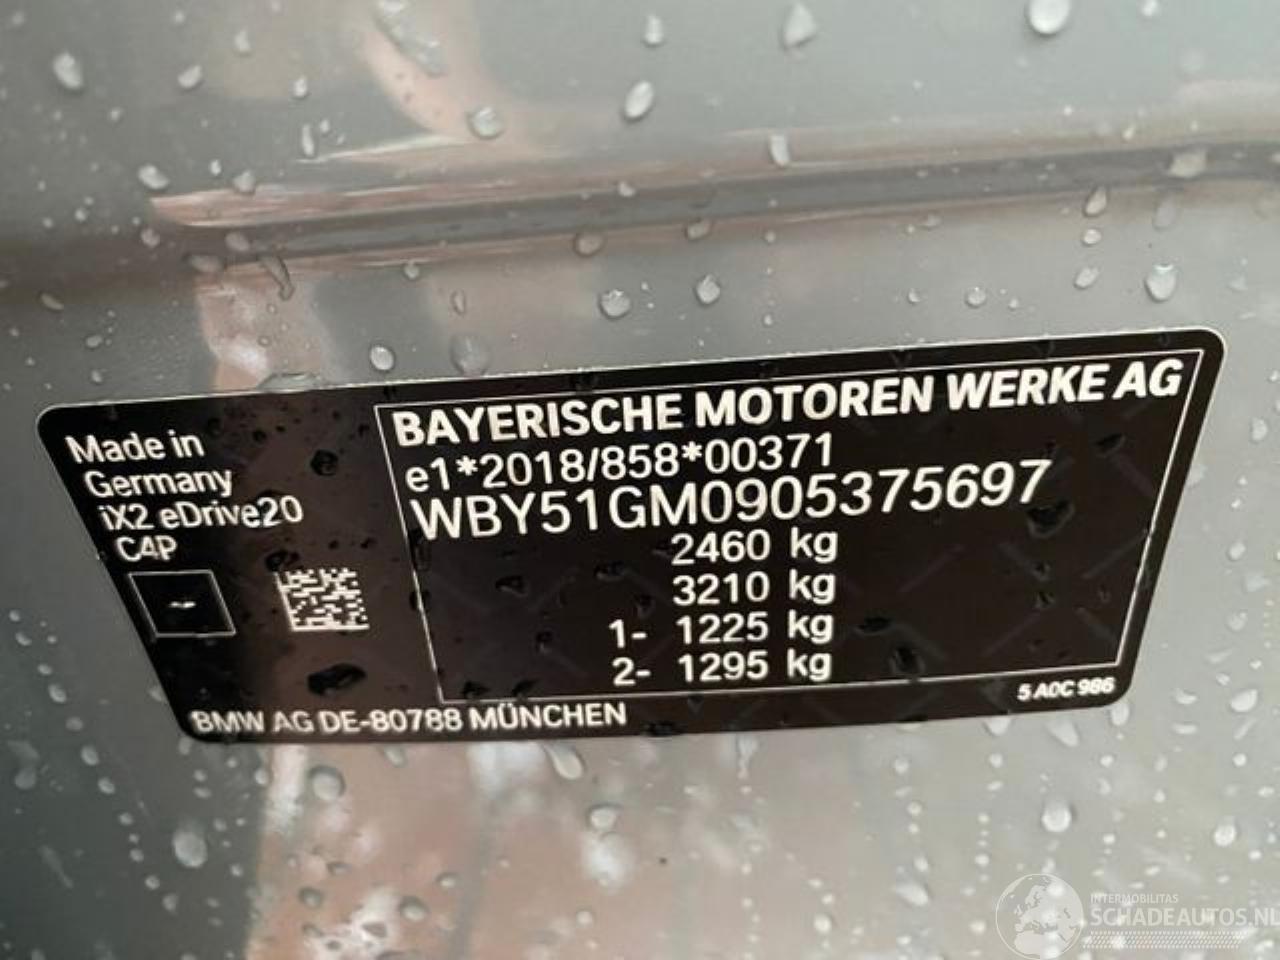 Made in
Germany
iX2 eDrive20
C4P
BAYERISCHE MOTOREN WERKE AG
e1*2018/858*00371
WBY51GM0905375697
2460 kg
3210 kg
1- 1225 kg
2- 1295 kg
5 A0C 986
BMW AG DE-80788 MÜNCHEN
INTERMOBILITAS
SCHADEAUTOS.NL